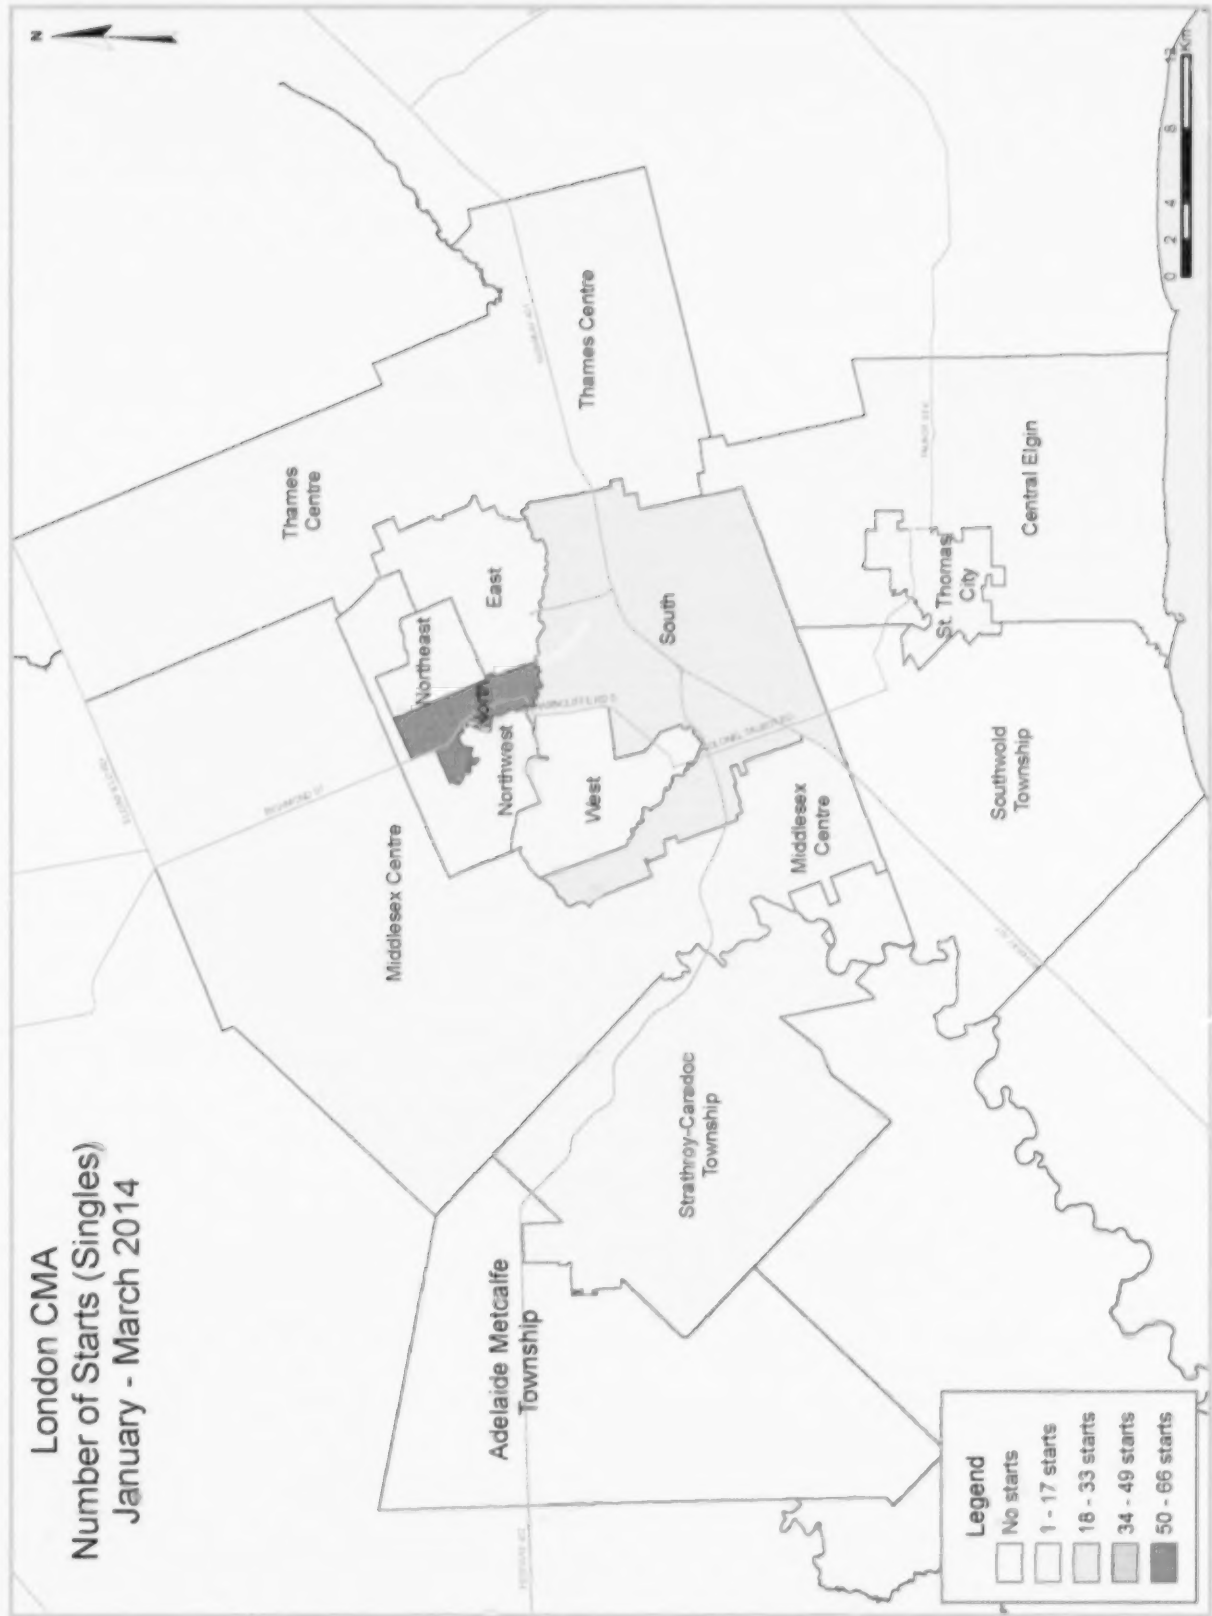 London CMA
Number of Starts (Singles)
January - March 2014
N
Thames
Centre
Thames Centre
Middlesex Centre
Northeast
East
North
Northwest
West
South
Middlesex
Centre
Adelaide Metcalfe
Township
Strathroy-Caradoc
Township
St. Thomas
City
Central Elgin
Southwold
Township
RICHMOND ST
Legend
No starts
1 - 17 starts
18 - 33 starts
34 - 49 starts
50 - 66 starts
0 2 4 8 12
Km